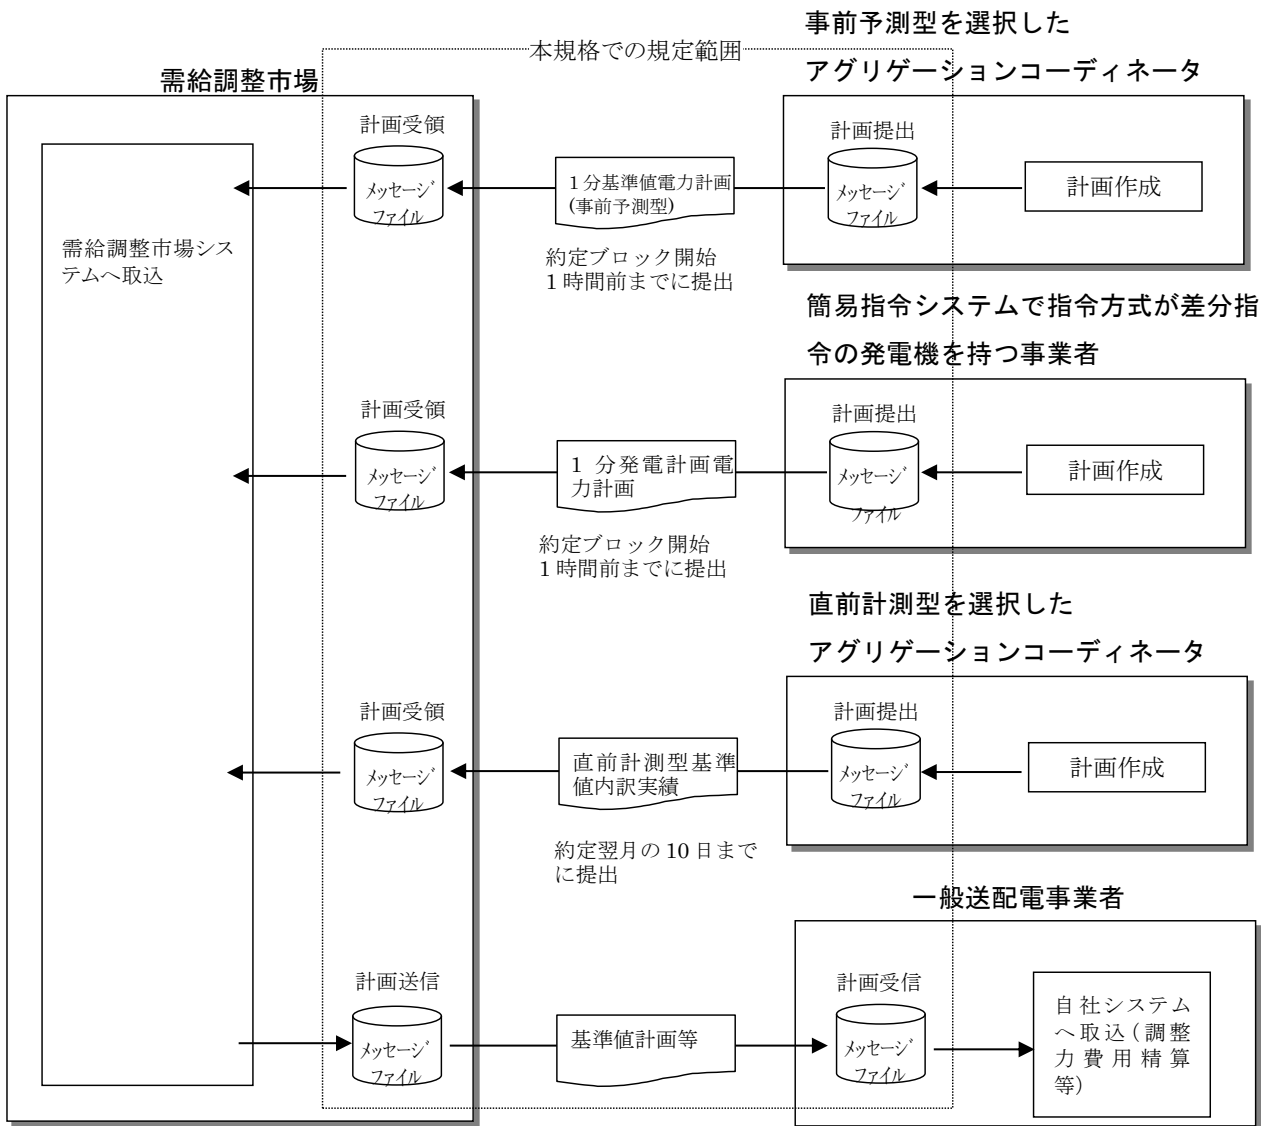 本規格での規定範囲
需給調整市場
事前予測型を選択した
アグリゲーションコーディネータ
計画受領
メッセージ
ファイル
1分基準値電力計画
(事前予測型)
約定ブロック開始
1時間前までに提出
計画提出
メッセージ
ファイル
計画作成
需給調整市場シス
テムへ取込
簡易指令システムで指令方式が差分指
令の発電機を持つ事業者
計画受領
メッセージ
ファイル
1 分発電計画電
力計画
約定ブロック開始
1時間前までに提出
計画提出
メッセージ
ファイル
計画作成
直前計測型を選択した
アグリゲーションコーディネータ
計画受領
メッセージ
ファイル
直前計測型基準
値内訳実績
約定翌月の 10 日まで
に提出
計画提出
メッセージ
ファイル
計画作成
一般送配電事業者
計画送信
メッセージ
ファイル
基準値計画等
計画受信
メッセージ
ファイル
自社システム
へ取込(調整
力費用精算
等)